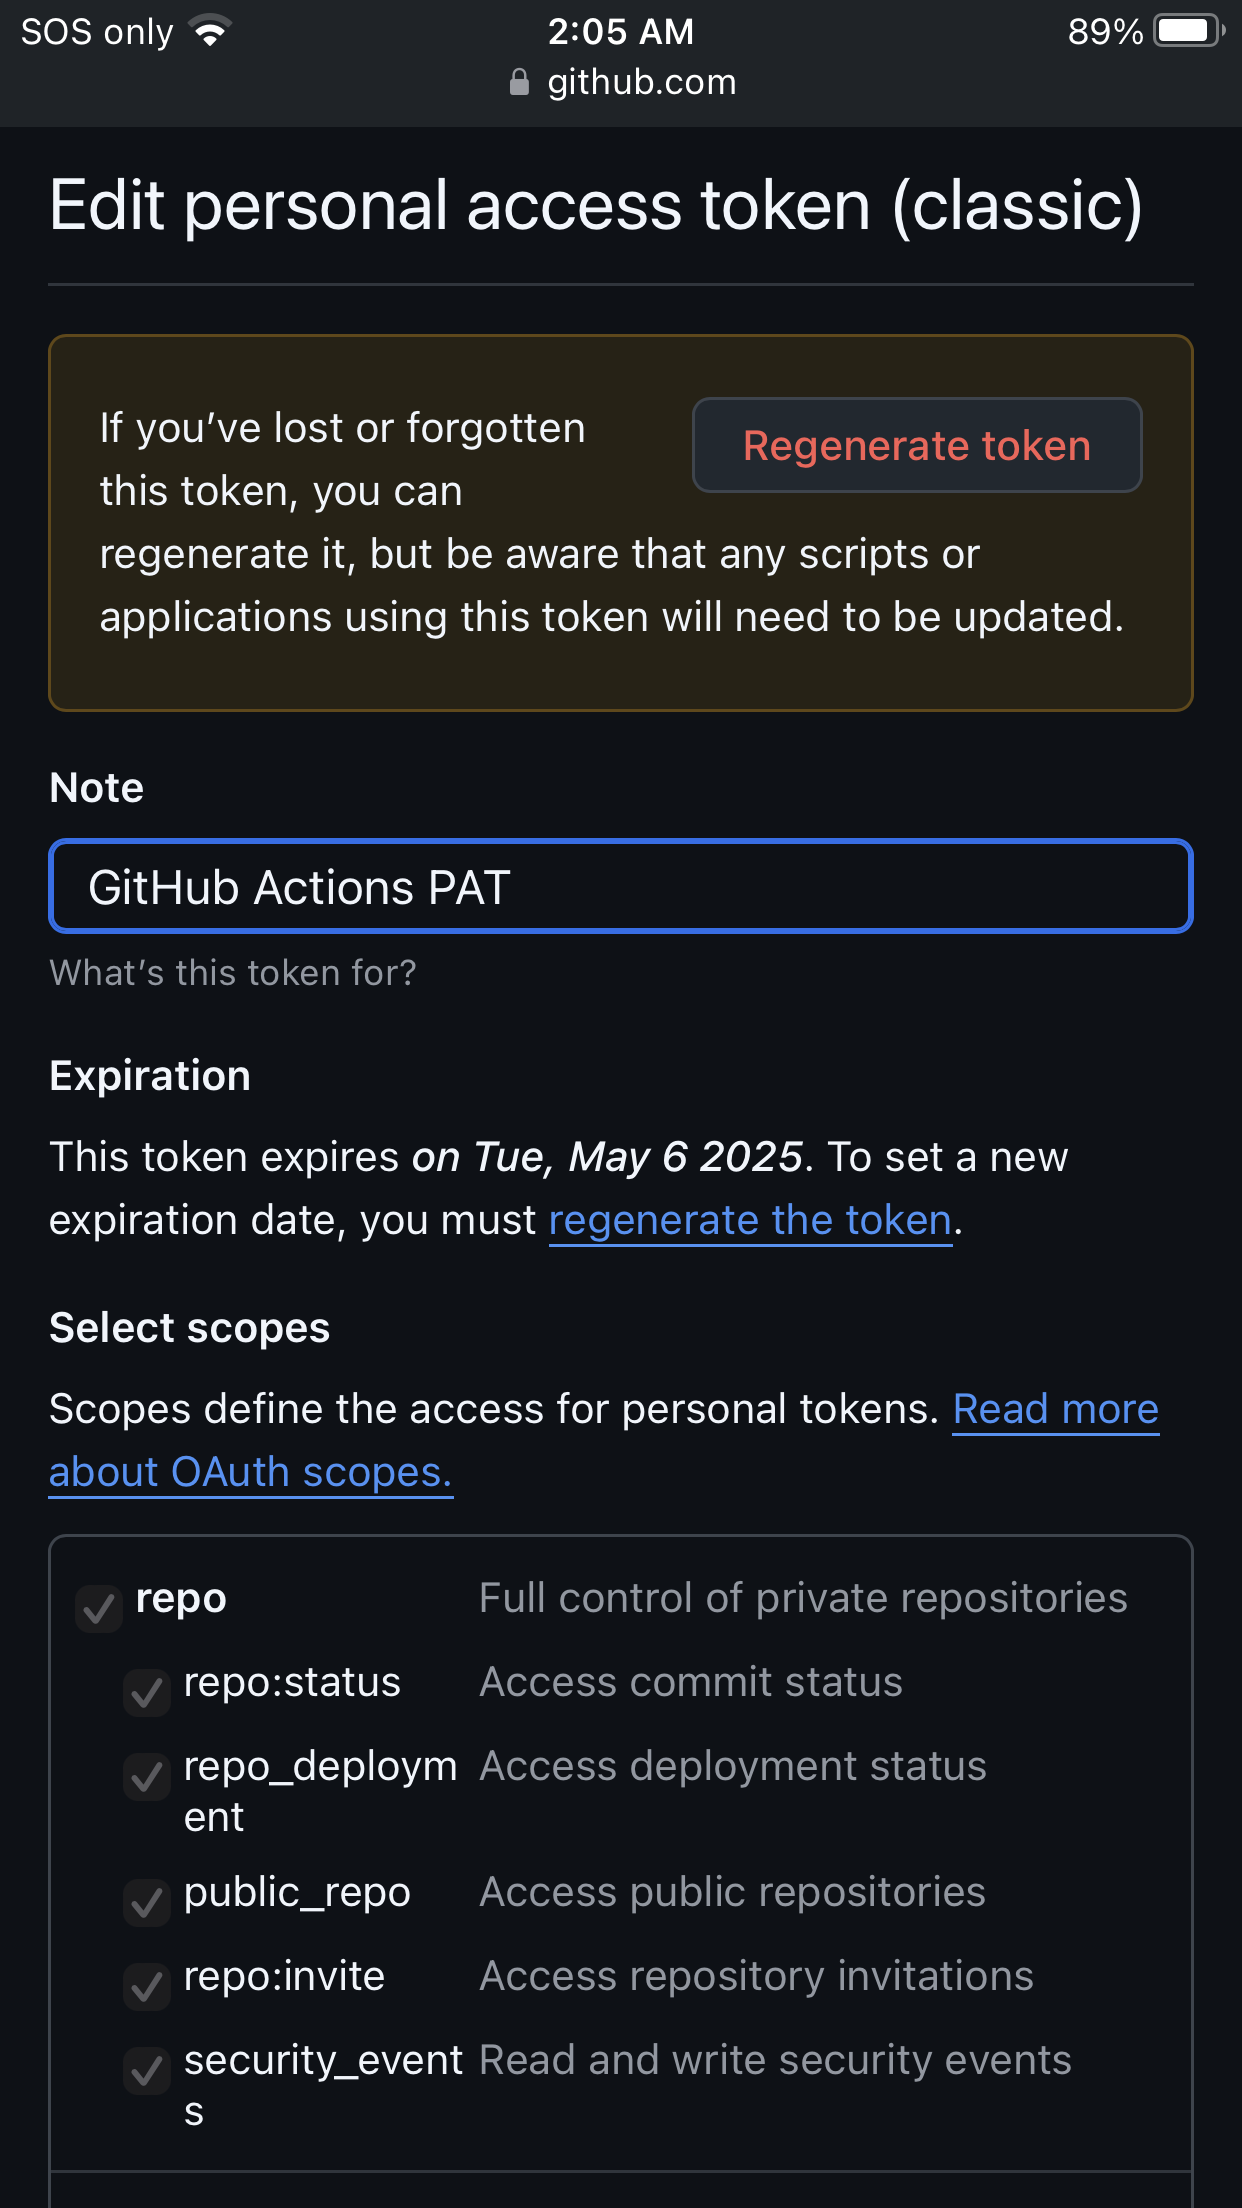 SOS only 2:05 AM 89%
github.com
Edit personal access token (classic)
If you’ve lost or forgotten
this token, you can
Regenerate token
regenerate it, but be aware that any scripts or
applications using this token will need to be updated.
Note
GitHub Actions PAT
What’s this token for?
Expiration
This token expires on Tue, May 6 2025. To set a new
expiration date, you must regenerate the token.
Select scopes
Scopes define the access for personal tokens. Read more
about OAuth scopes.
repo Full control of private repositories
repo:status Access commit status
repo_deploym Access deployment status
ent
public_repo Access public repositories
repo:invite Access repository invitations
security_event Read and write security events
s